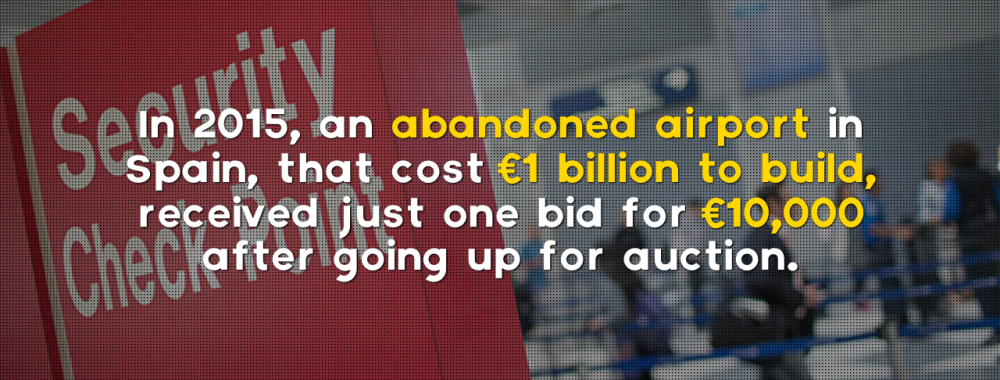 Security
Check Point
In 2015, an abandoned airport in
Spain, that cost €1 billion to build,
received just one bid for €10,000
after going up for auction.